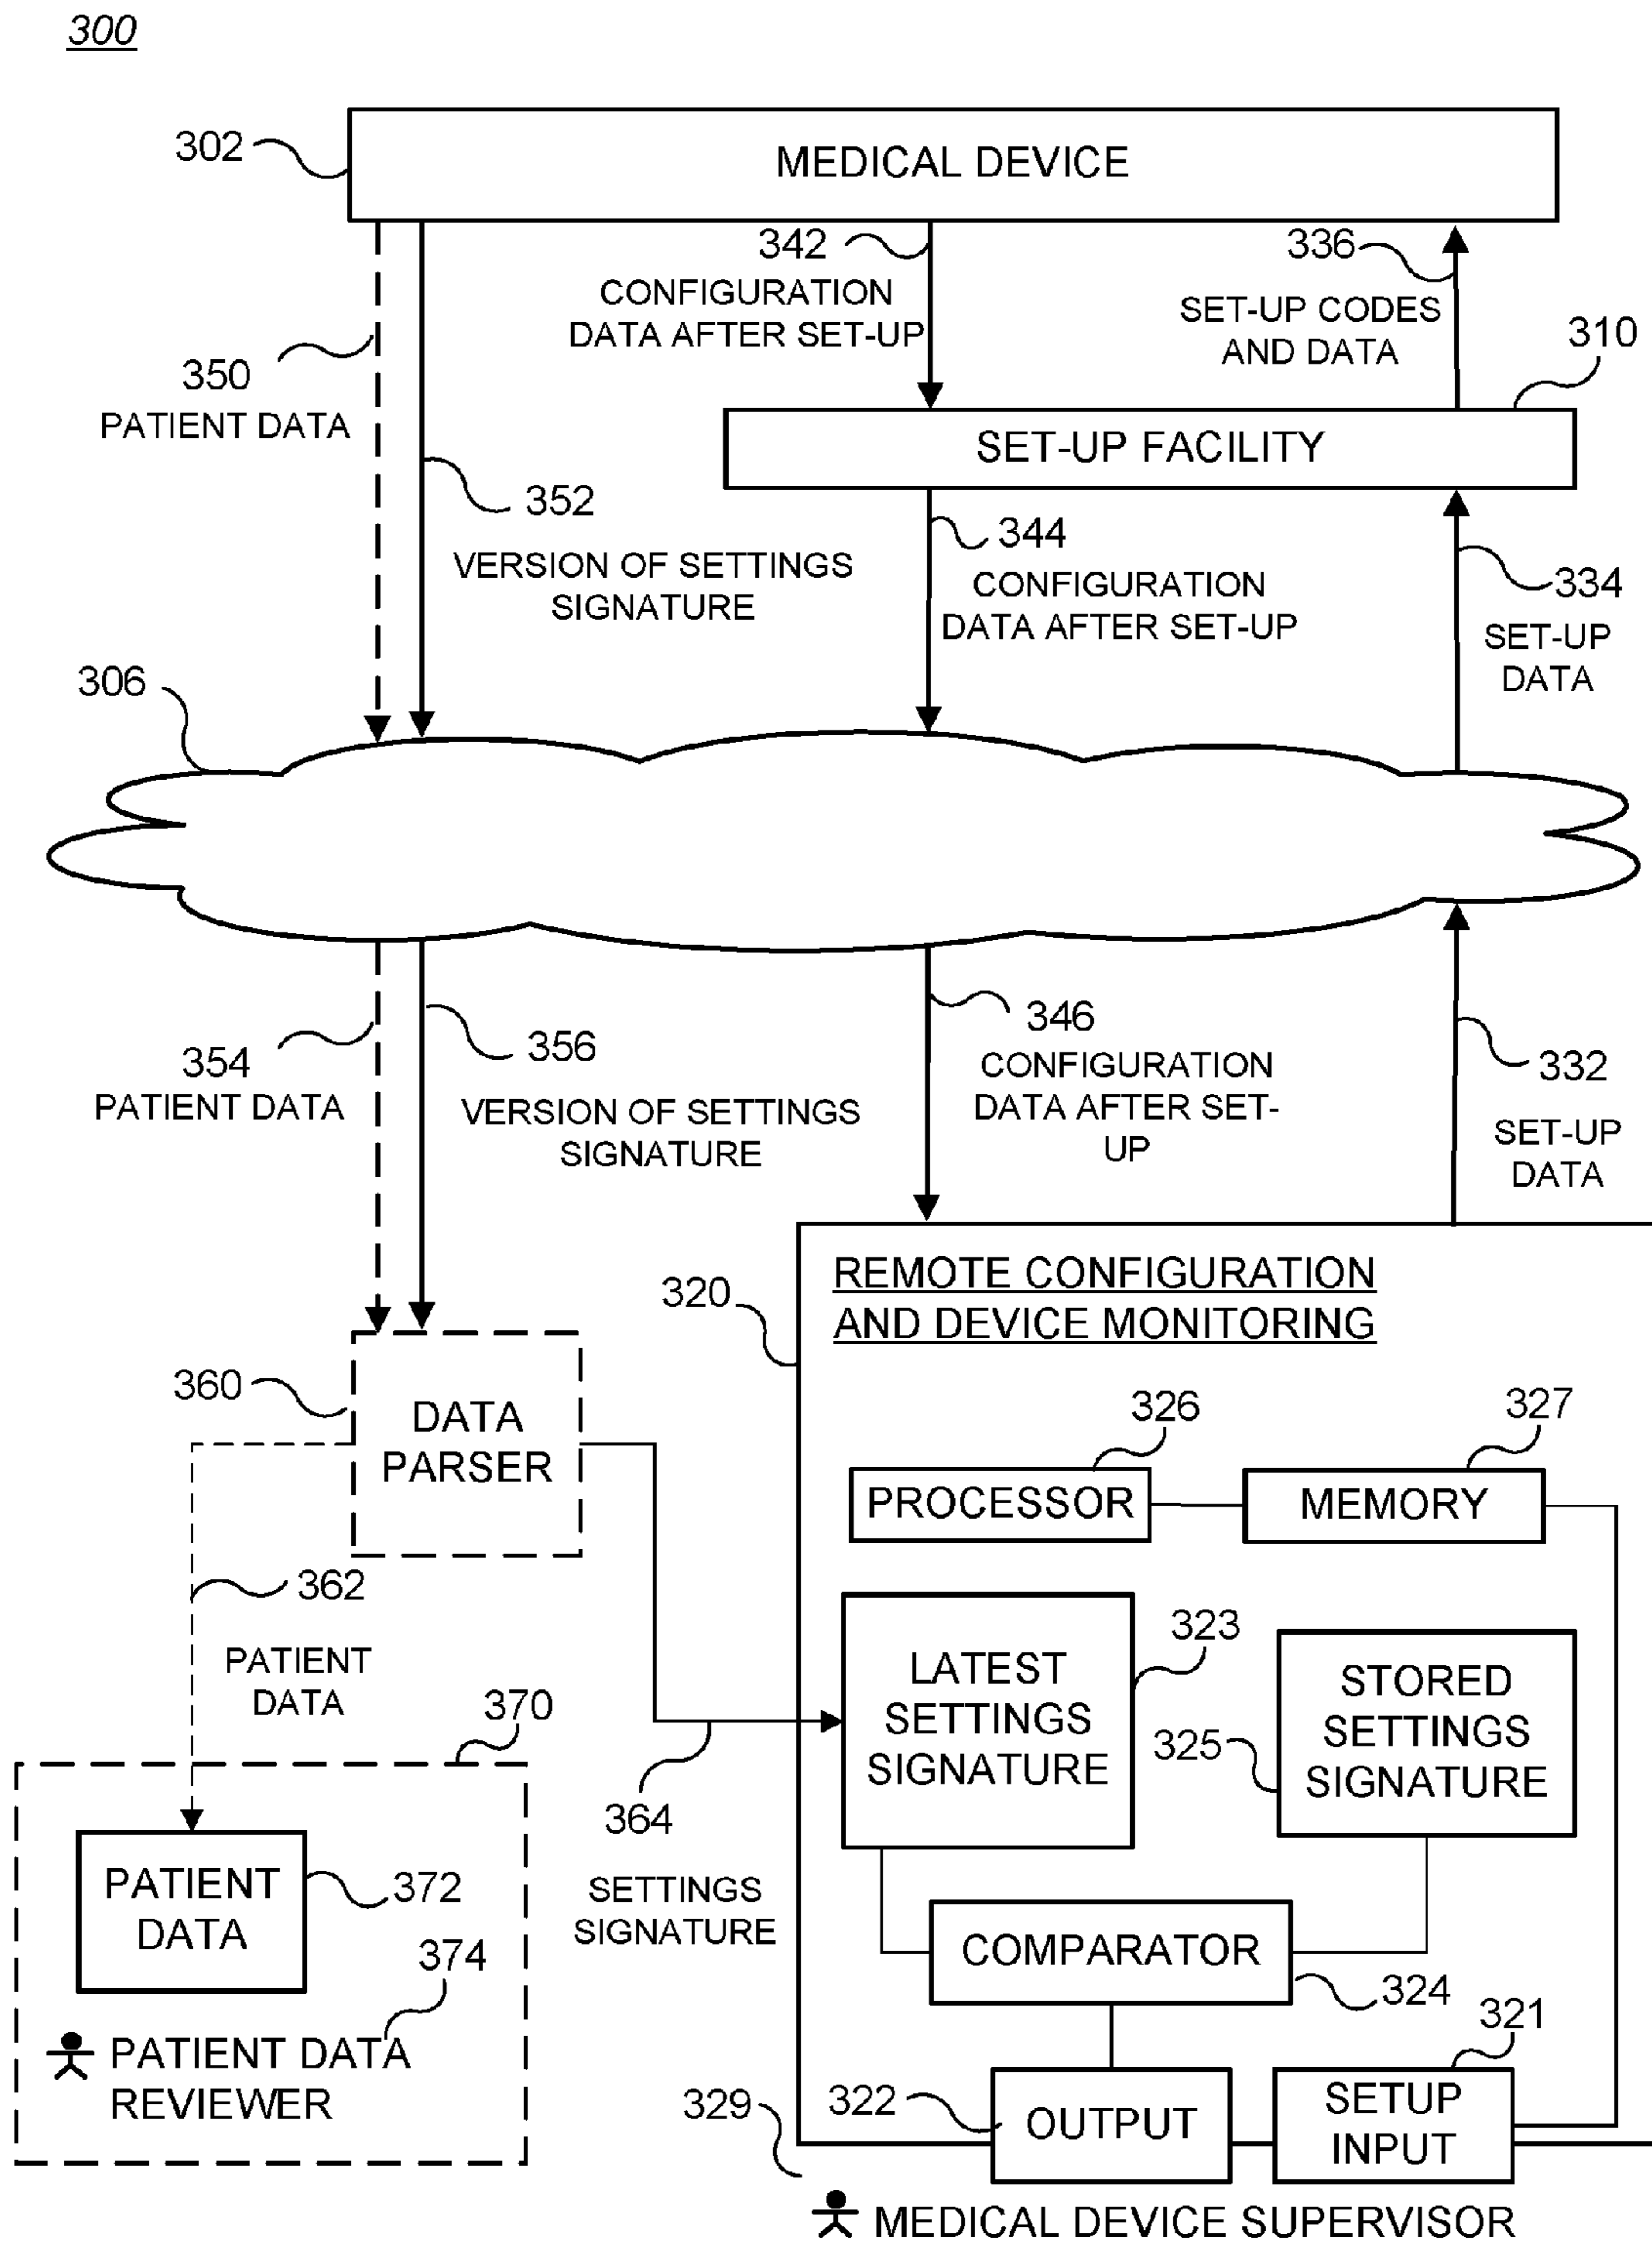 300
302
MEDICAL DEVICE
342
CONFIGURATION
DATA AFTER SET-UP
336
SET-UP CODES
AND DATA
310
350
PATIENT DATA
SET-UP FACILITY
352
VERSION OF SETTINGS
SIGNATURE
344
CONFIGURATION
DATA AFTER SET-UP
334
SET-UP
DATA
306
354
PATIENT DATA
356
VERSION OF SETTINGS
SIGNATURE
346
CONFIGURATION
DATA AFTER SET-
UP
332
SET-UP
DATA
320
REMOTE CONFIGURATION
AND DEVICE MONITORING
360
DATA
PARSER
326
PROCESSOR
327
MEMORY
362
PATIENT
DATA
323
LATEST
SETTINGS
SIGNATURE
325
STORED
SETTINGS
SIGNATURE
370
364
SETTINGS
SIGNATURE
PATIENT
DATA
372
374
PATIENT DATA
REVIEWER
COMPARATOR
324
321
329
322
OUTPUT
SETUP
INPUT
MEDICAL DEVICE SUPERVISOR